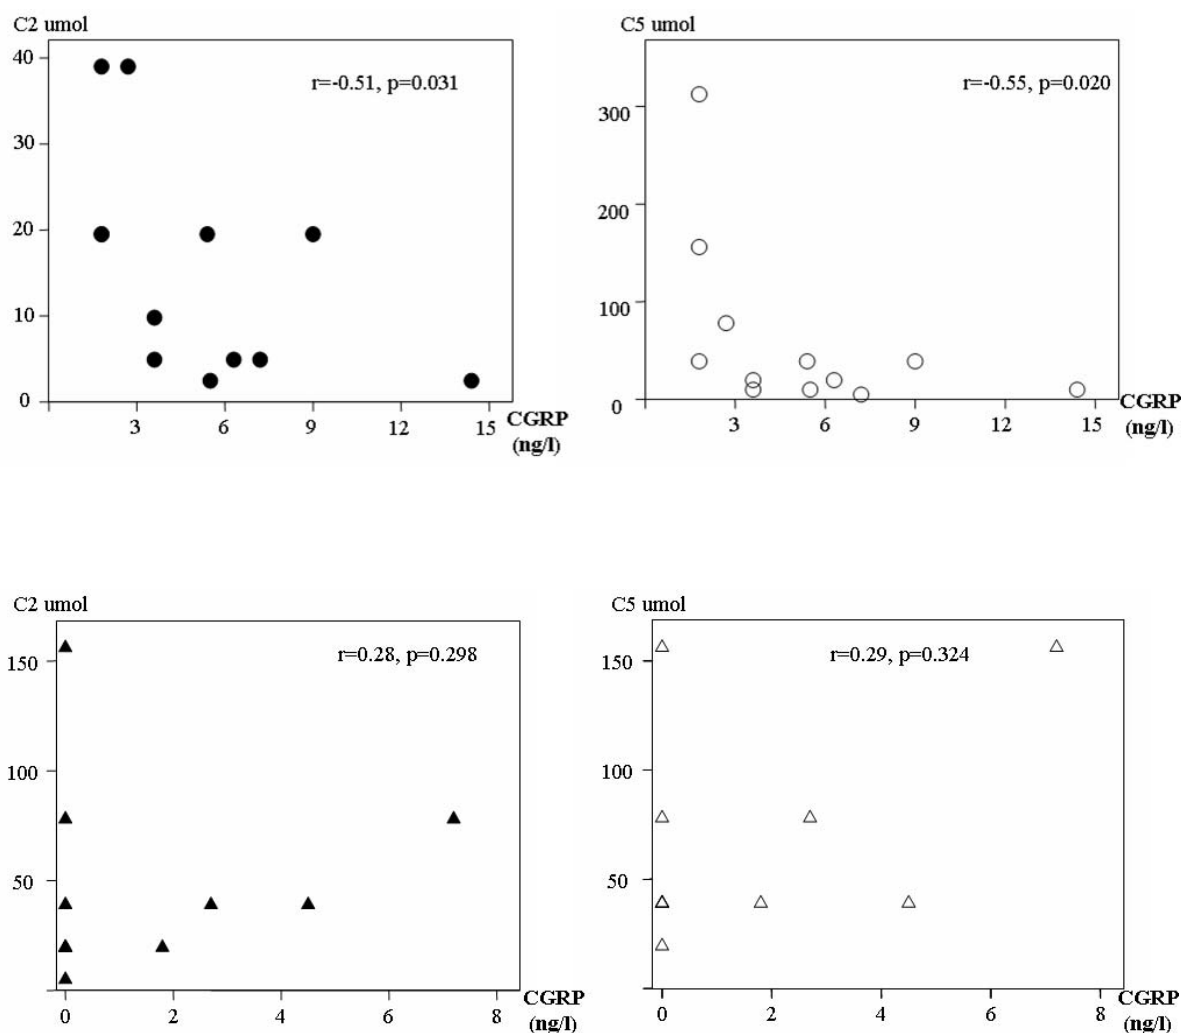 C2 umol
40
r=-0.51, p=0.031
30
20
10
0
3
6
9
12
15
CGRP
(ng/l)
C5 umol
r=-0.55, p=0.020
300
200
100
0
3
6
9
12
15
CGRP
(ng/l)
C2 umol
r=0.28, p=0.298
150
100
50
0
2
4
6
8
CGRP
(ng/l)
C5 umol
r=0.29, p=0.324
150
100
50
0
2
4
6
8
CGRP
(ng/l)